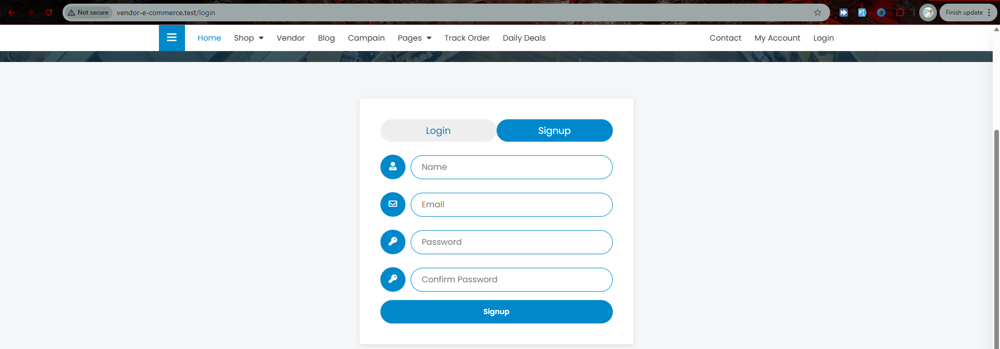 Not secure vendor-e-commerce.test/login Finish update
Home Shop Vendor Blog Campain Pages Track Order Daily Deals Contact My Account Login
Login Signup
Name
Email
Password
Confirm Password
Signup